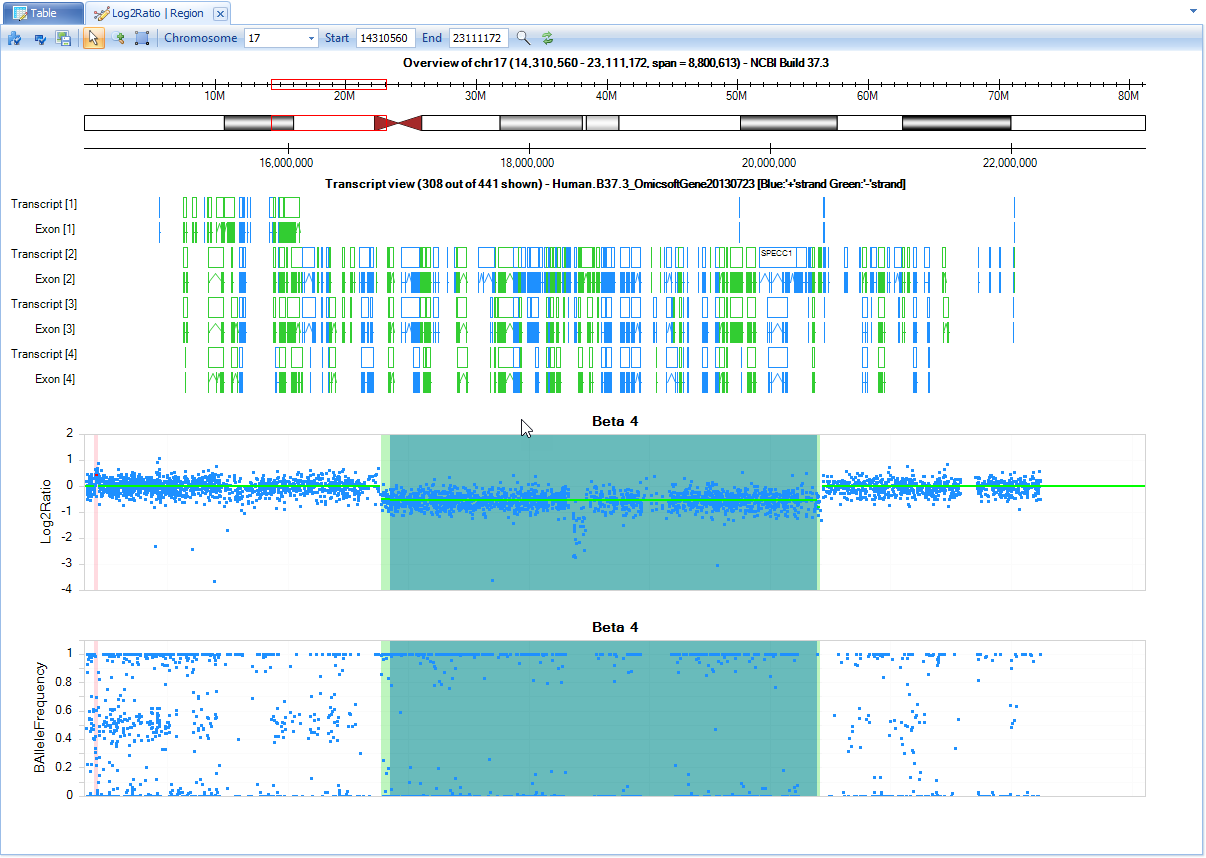 Table Log2Ratio | Region
Chromosome 17 Start 14310560 End 23111172
Overview of chr17 (14,310,560 - 23,111,172, span = 8,800,613) - NCBI Build 37.3
10M 20M 30M 40M 50M 60M 70M 80M
16,000,000 18,000,000 20,000,000 22,000,000
Transcript view (308 out of 441 shown) - Human.B37.3_OmicsoftGene20130723 [Blue:'+'strand Green:'-'strand]
Transcript [1]
Exon [1]
Transcript [2] SPECC1
Exon [2]
Transcript [3]
Exon [3]
Transcript [4]
Exon [4]
Beta 4
Log2Ratio
2
1
0
-1
-2
-3
-4
Beta 4
BAlleleFrequency
1
0.8
0.6
0.4
0.2
0